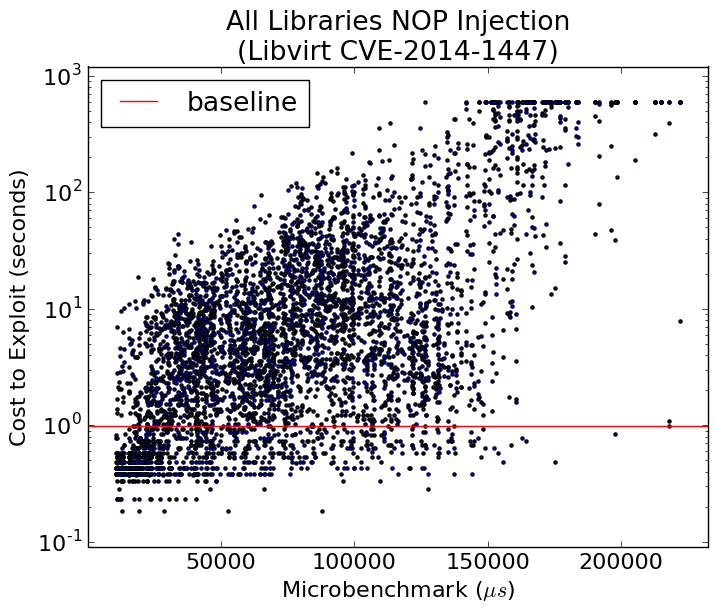 All Libraries NOP Injection
(Libvirt CVE-2014-1447)
baseline
Cost to Exploit (seconds)
10^3
10^2
10^1
10^0
10^-1
50000 100000 150000 200000
Microbenchmark (μs)